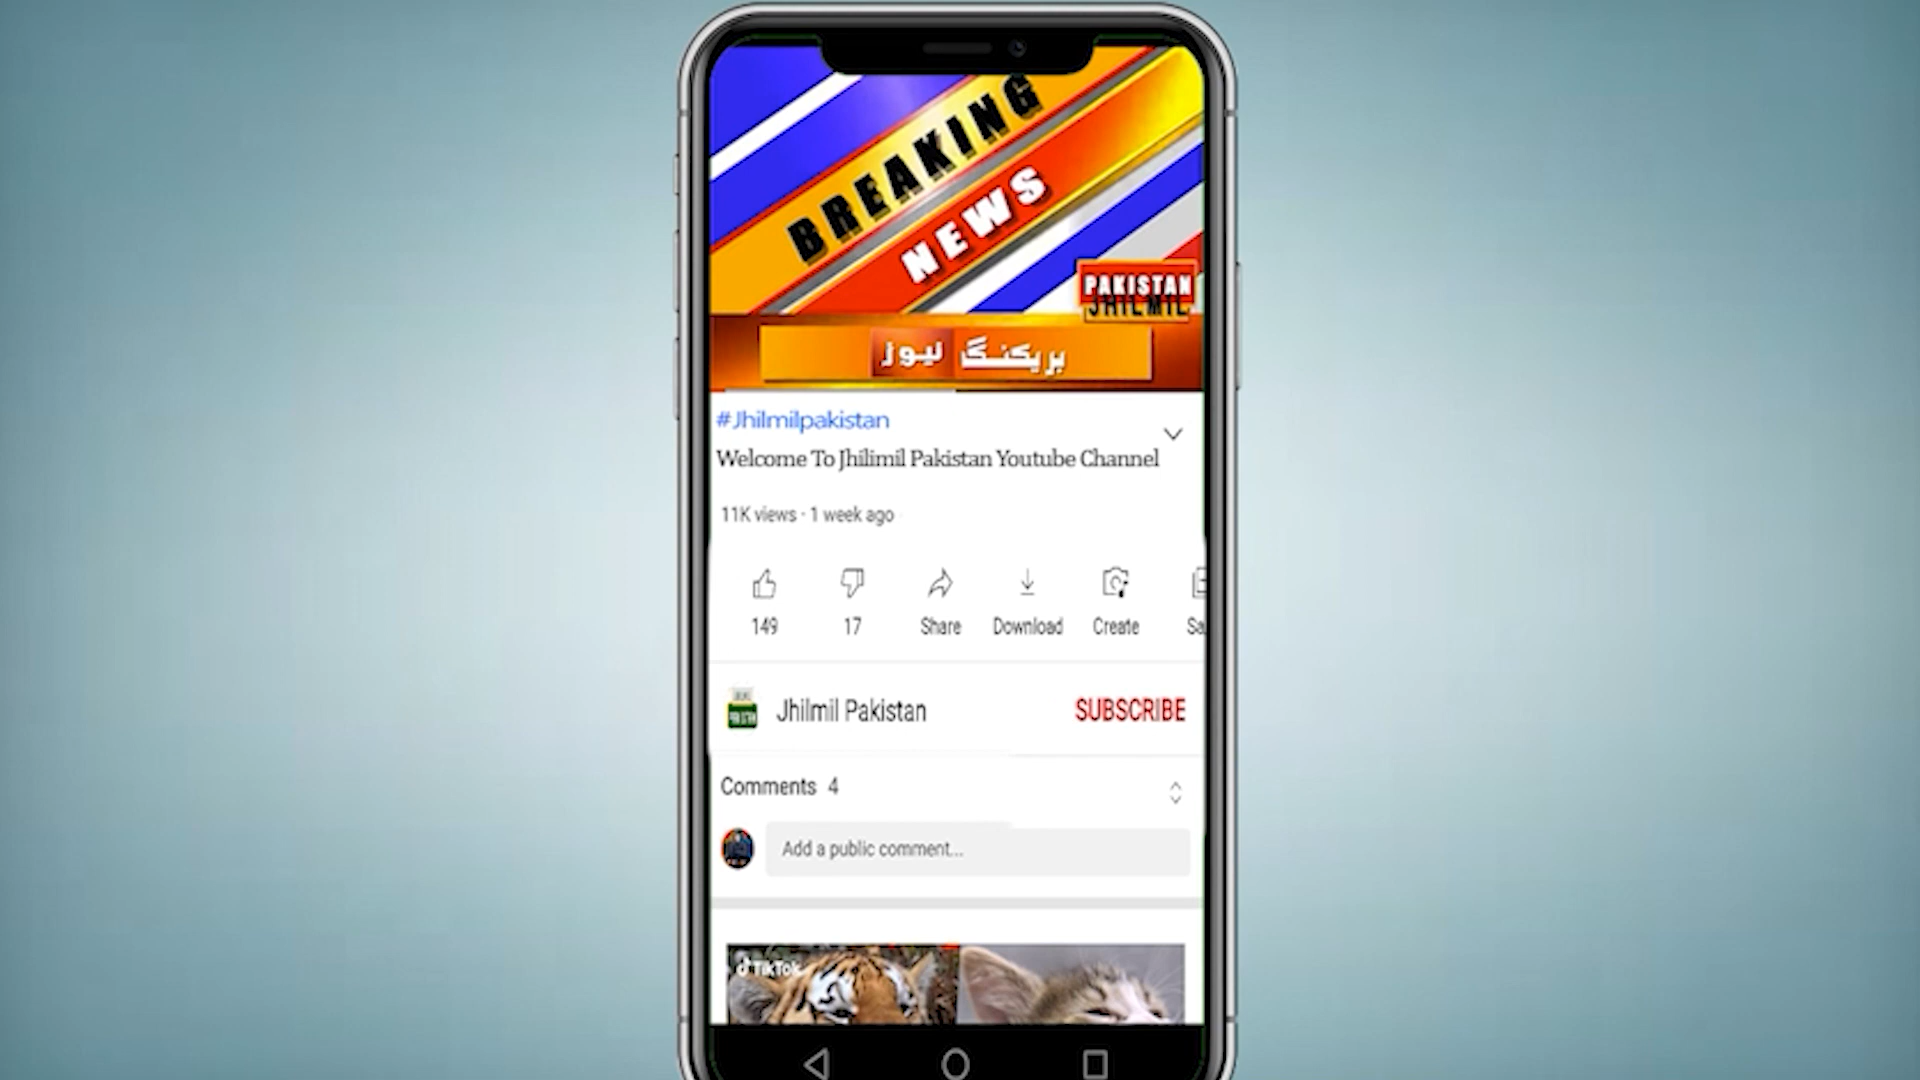 BREAKING
NEWS
PAKISTAN
JHILMIL
بریکنگ نیوز
#Jhilmilpakistan
Welcome To Jhilimil Pakistan Youtube Channel
11K views · 1 week ago
149 17 Share Download Create Sa
Jhilmil Pakistan SUBSCRIBE
Comments 4
Add a public comment...
TikTok